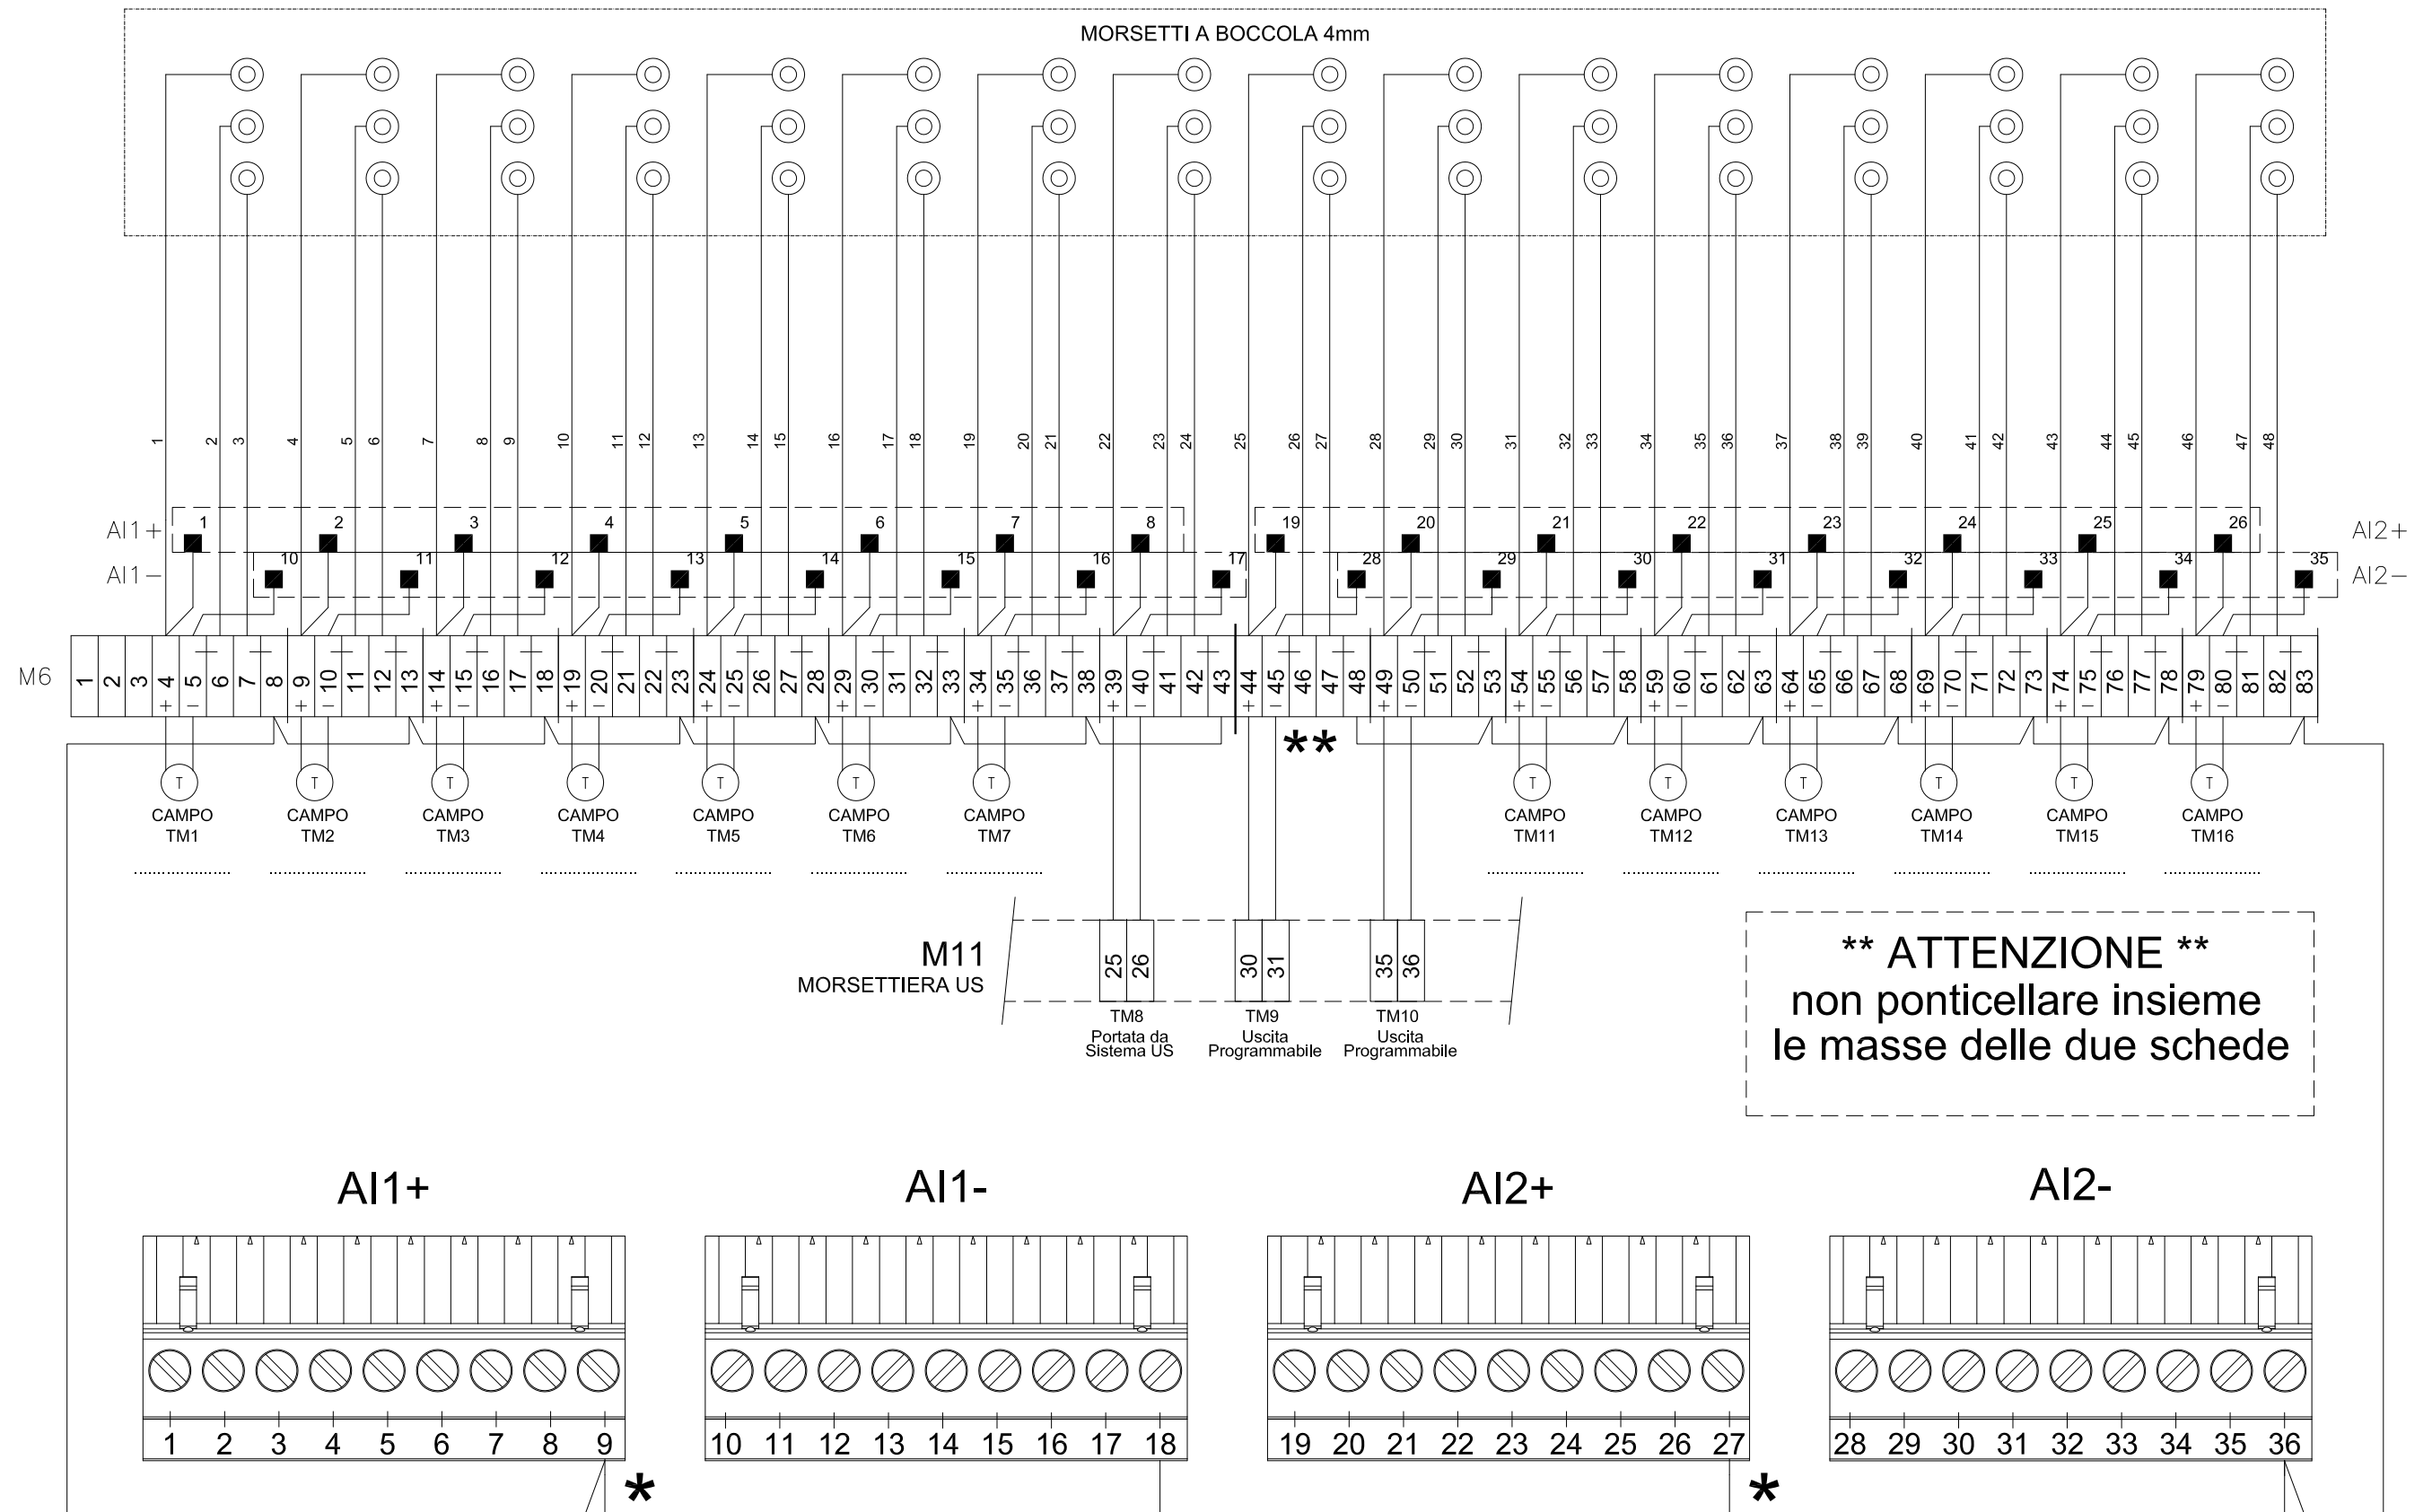 MORSETTI A BOCCOLA 4mm
1 2 3 4 5 6 7 8 9 10 11 12 13 14 15 16 17 18 19 20 21 22 23 24 25 26 27 28 29 30 31 32 33 34 35 36 37 38 39 40 41 42 43 44 45 46 47 48
AI1+ 1 2 3 4 5 6 7 8 19 20 21 22 23 24 25 26 AI2+
AI1- 10 11 12 13 14 15 16 17 28 29 30 31 32 33 34 35 AI2-
M6 1 2 3 4 5 6 7 8 9 10 11 12 13 14 15 16 17 18 19 20 21 22 23 24 25 26 27 28 29 30 31 32 33 34 35 36 37 38 39 40 41 42 43 44 45 46 47 48 49 50 51 52 53 54 55 56 57 58 59 60 61 62 63 64 65 66 67 68 69 70 71 72 73 74 75 76 77 78 79 80 81 82 83
+ - + - + - + - + - + - + - + - + - + - + - + - + - + - + - + -
**
T T T T T T T T T T T T T
CAMPO CAMPO CAMPO CAMPO CAMPO CAMPO CAMPO CAMPO CAMPO CAMPO CAMPO CAMPO CAMPO
TM1 TM2 TM3 TM4 TM5 TM6 TM7 TM11 TM12 TM13 TM14 TM15 TM16
M11
MORSETTIERA US
25 26 30 31 35 36
TM8
Portata da
Sistema US
TM9
Uscita
Programmabile
TM10
Uscita
Programmabile
** ATTENZIONE **
non ponticellare insieme
le masse delle due schede
AI1+ AI1- AI2+ AI2-
1 2 3 4 5 6 7 8 9 10 11 12 13 14 15 16 17 18 19 20 21 22 23 24 25 26 27 28 29 30 31 32 33 34 35 36
* *